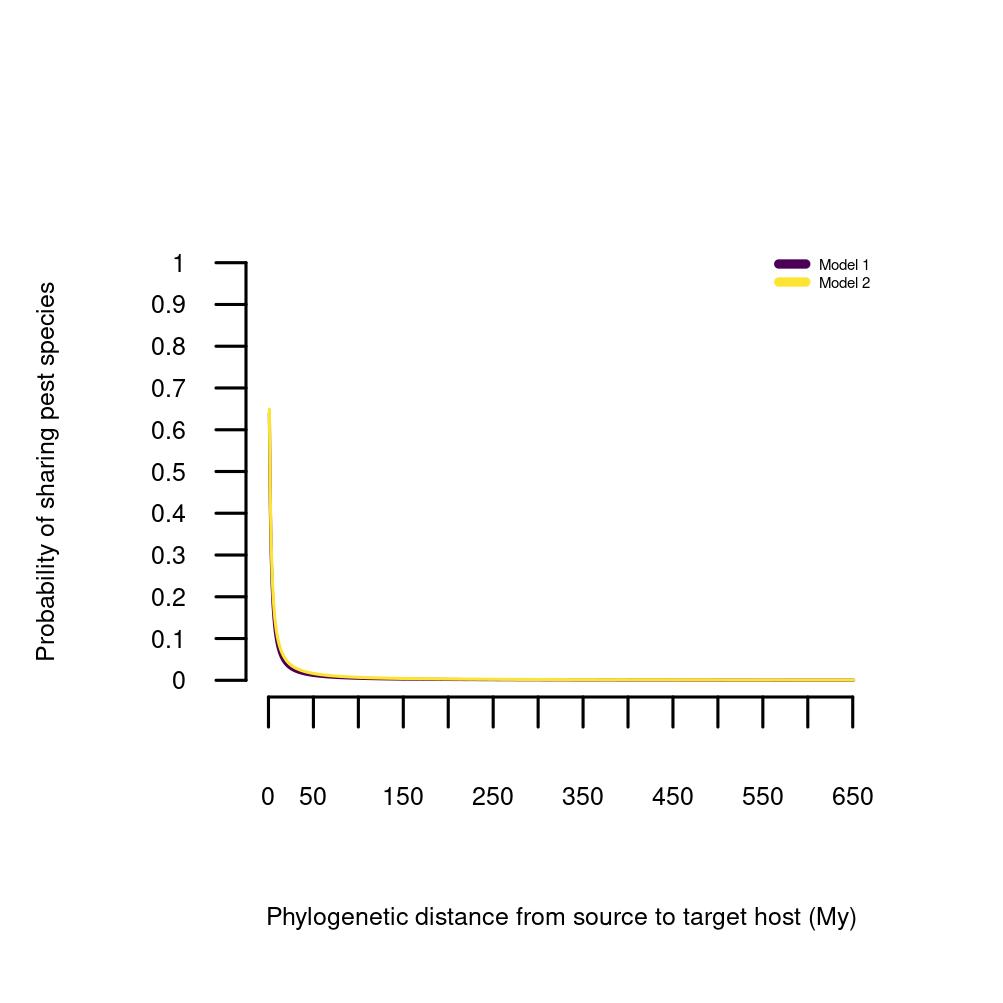 Model 1
Model 2
Probability of sharing pest species
1
0.9
0.8
0.7
0.6
0.5
0.4
0.3
0.2
0.1
0
0 50 150 250 350 450 550 650
Phylogenetic distance from source to target host (My)